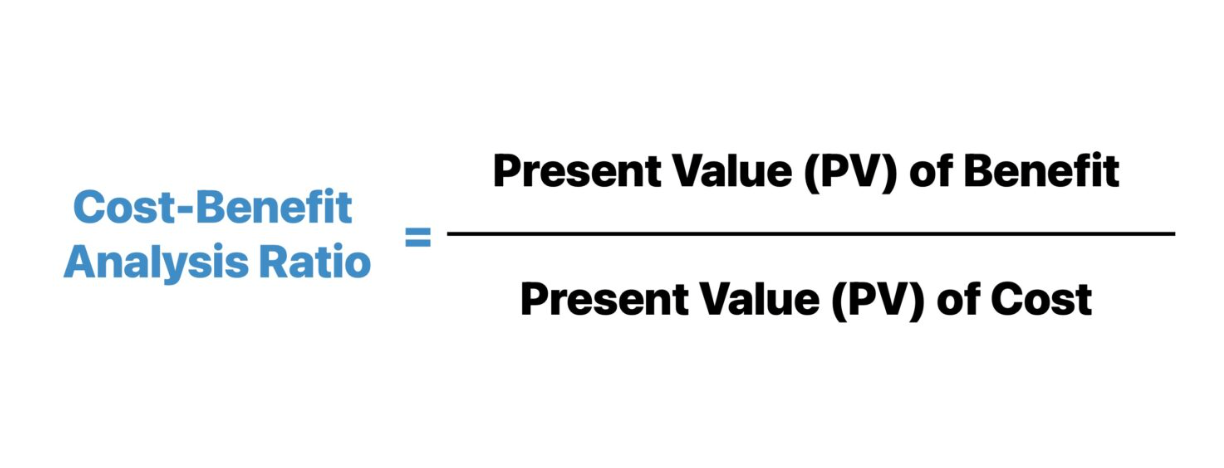 Cost-Benefit
Analysis Ratio
=
Present Value (PV) of Benefit
Present Value (PV) of Cost